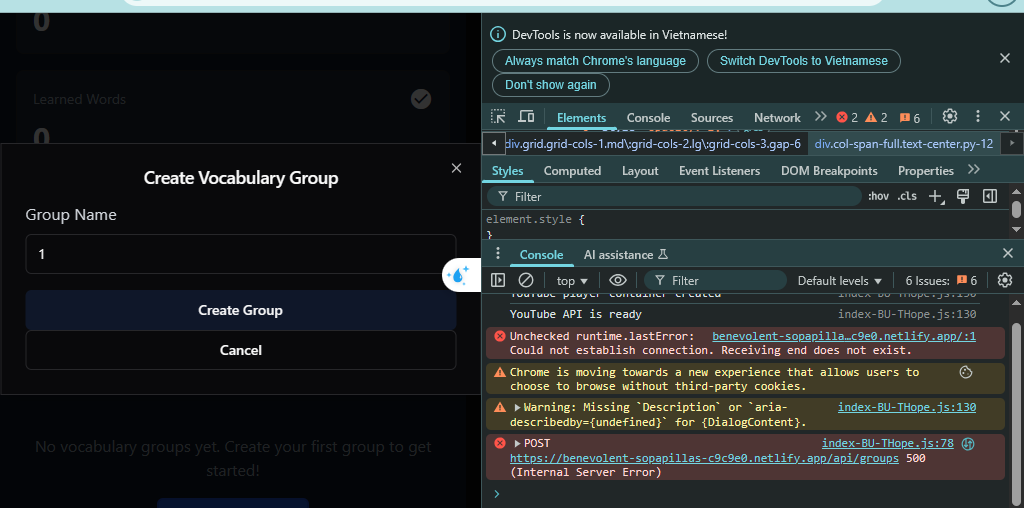 0
Learned Words
0
Create Vocabulary Group
Group Name
1
Create Group
Cancel
No vocabulary groups yet. Create your first group to get
started!
DevTools is now available in Vietnamese!
Always match Chrome's language
Switch DevTools to Vietnamese
Don't show again
Elements
Console
Sources
Network
2
2
6
div.grid.grid-cols-1.md\:grid-cols-2.lg\:grid-cols-3.gap-6
div.col-span-full.text-center.py-12
Styles
Computed
Layout
Event Listeners
DOM Breakpoints
Properties
Filter
:hov
.cls
element.style {
}
Console
AI assistance
top
Filter
Default levels
6 Issues:
6
YouTube player container created index-BU-THope.js:130
YouTube API is ready index-BU-THope.js:130
Unchecked runtime.lastError: benevolent-sopapilla…c9e0.netlify.app/:1
Could not establish connection. Receiving end does not exist.
Chrome is moving towards a new experience that allows users to
choose to browse without third-party cookies.
Warning: Missing `Description` or `aria- index-BU-THope.js:130
describedby={undefined}` for {DialogContent}.
POST index-BU-THope.js:78
https://benevolent-sopapillas-c9c9e0.netlify.app/api/groups 500
(Internal Server Error)